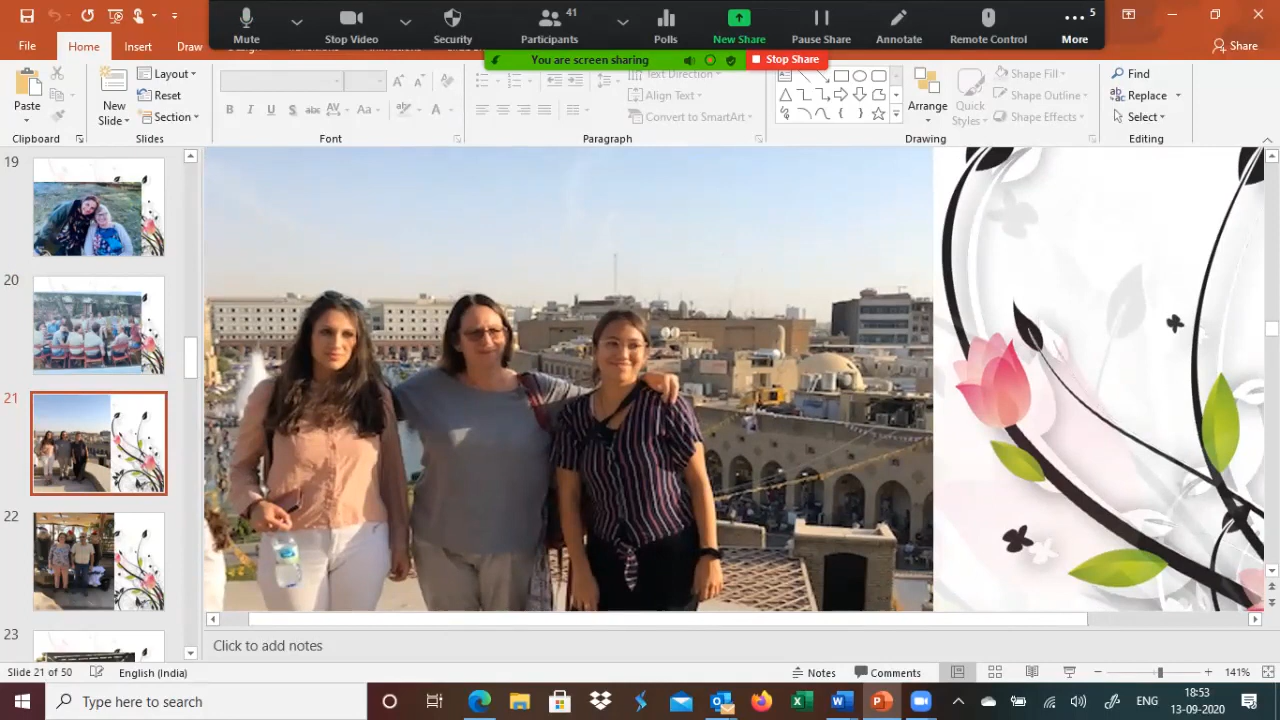 41
5
Mute
Stop Video
Security
Participants
Polls
New Share
Pause Share
Annotate
Remote Control
More
You are screen sharing
Stop Share
File
Home
Insert
Draw
Share
Paste
New
Slide
Layout
Reset
Section
B I U S abc AV Aa A
Text Direction
Align Text
Convert to SmartArt
Arrange
Quick
Styles
Shape Fill
Shape Outline
Shape Effects
Find
Replace
Select
Clipboard
Slides
Font
Paragraph
Drawing
Editing
19
20
21
22
23
Click to add notes
Slide 21 of 50
English (India)
Notes
Comments
141%
Type here to search
ENG
18:53
13-09-2020